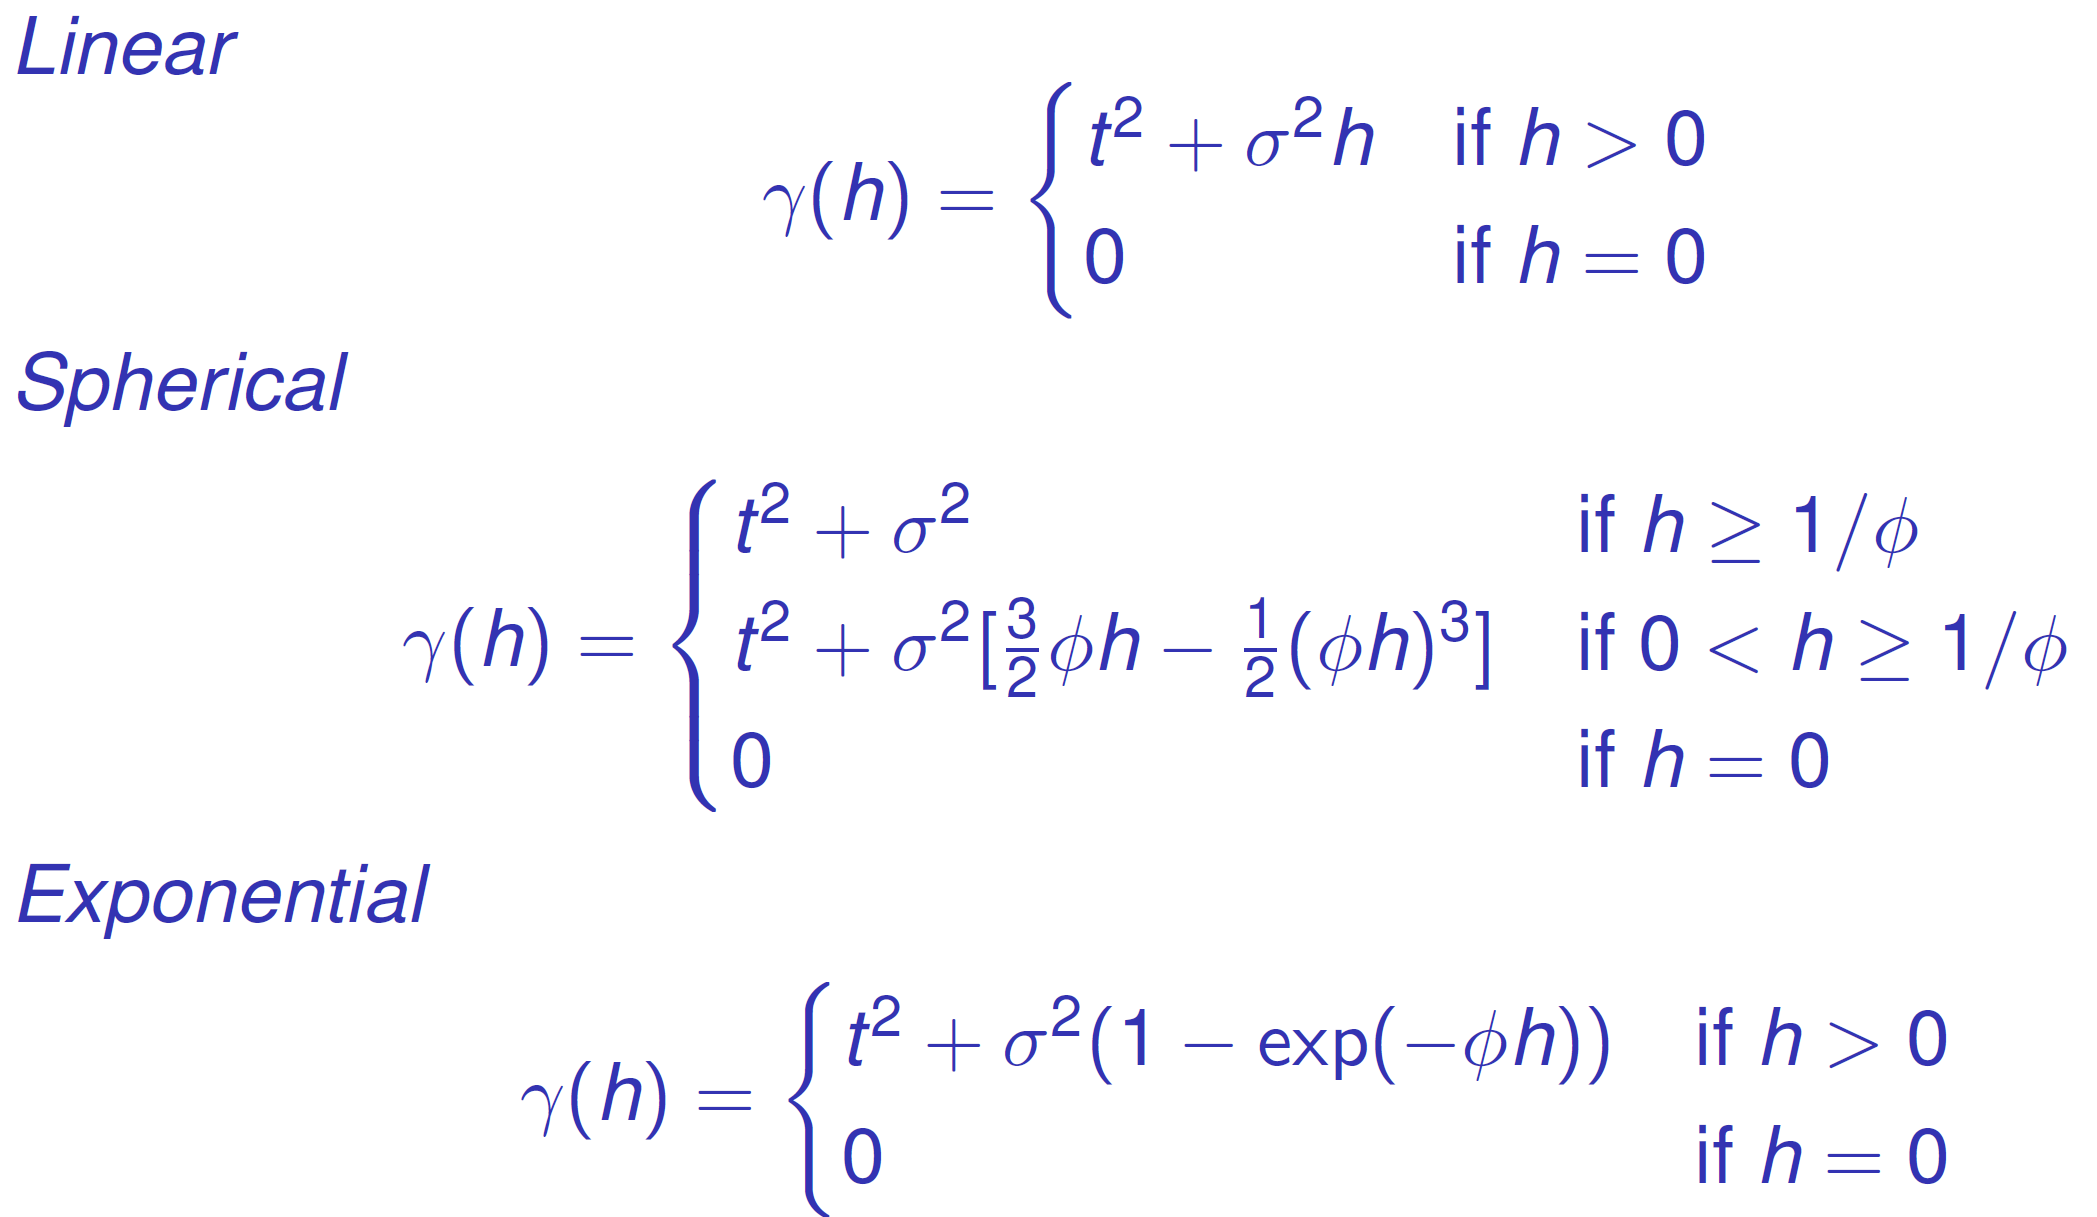 Linear
γ(h) = { t² + σ²h if h > 0
0 if h = 0
Spherical
γ(h) = { t² + σ² if h ≥ 1/ϕ
t² + σ²[3/2 ϕh − 1/2 (ϕh)³] if 0 < h ≥ 1/ϕ
0 if h = 0
Exponential
γ(h) = { t² + σ²(1 − exp(−ϕh)) if h > 0
0 if h = 0